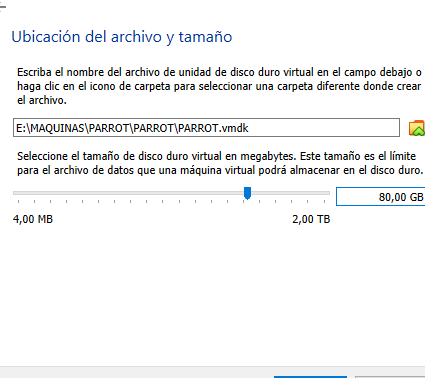 Ubicación del archivo y tamaño
Escriba el nombre del archivo de unidad de disco duro virtual en el campo debajo o
haga clic en el icono de carpeta para seleccionar una carpeta diferente donde crear
el archivo.
E:\MAQUINAS\PARROT\PARROT\PARROT.vmdk
Seleccione el tamaño de disco duro virtual en megabytes. Este tamaño es el límite
para el archivo de datos que una máquina virtual podrá almacenar en el disco duro.
80,00 GB
4,00 MB 2,00 TB